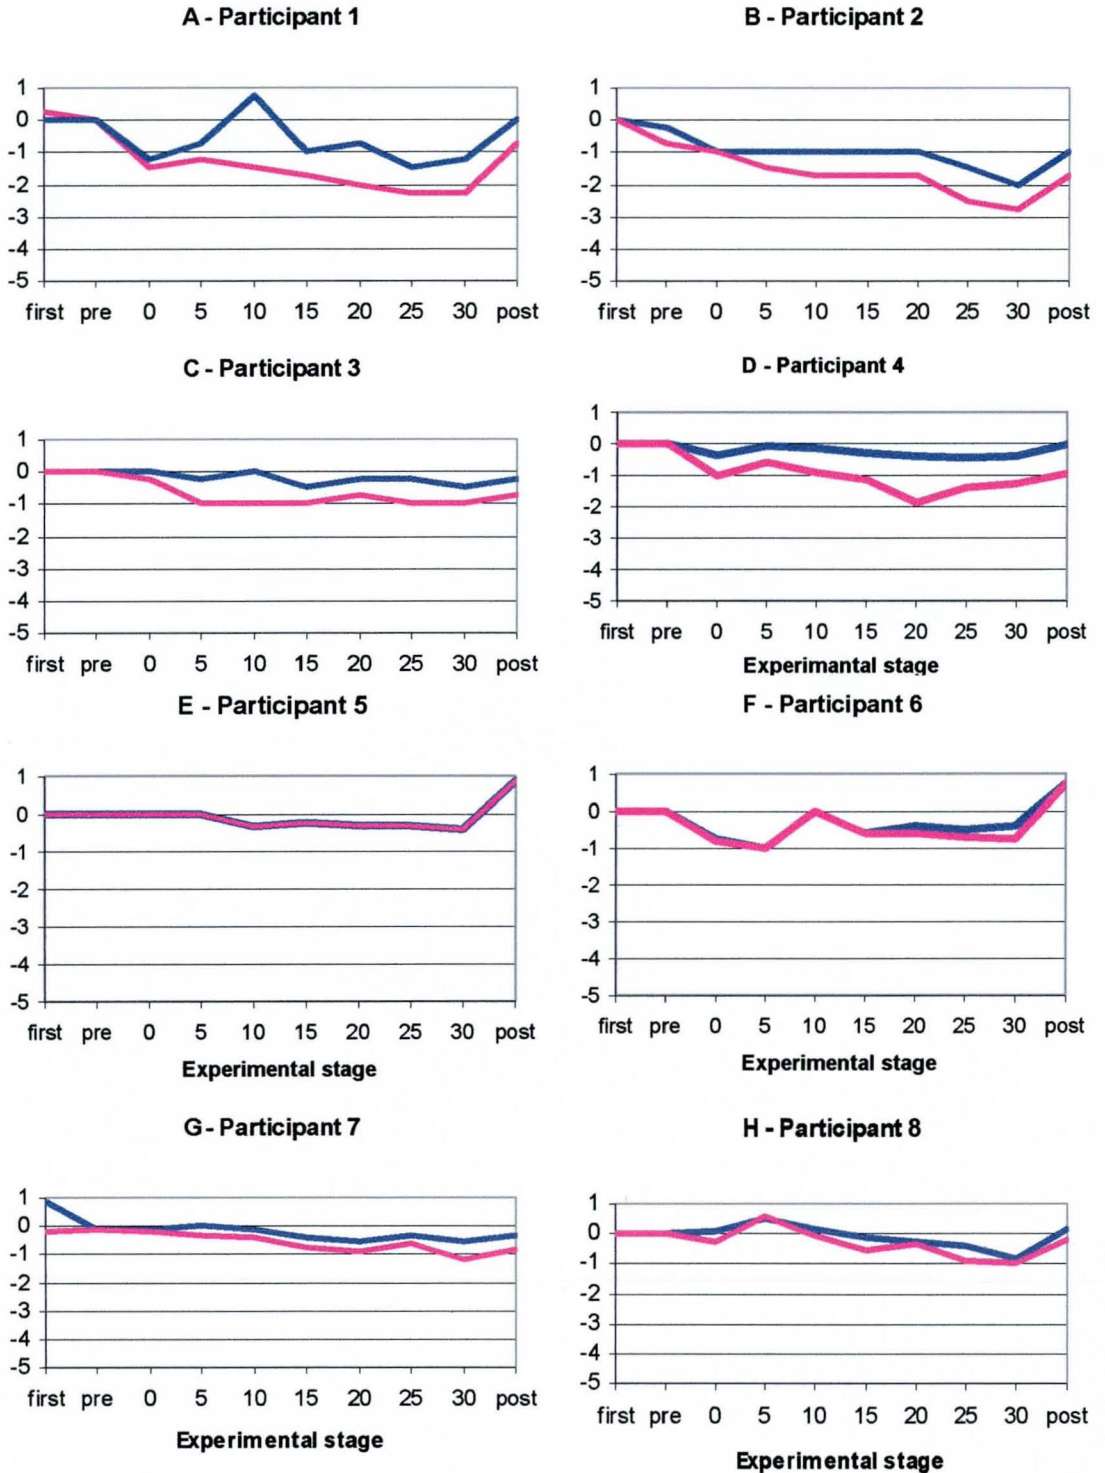 A - Participant 1
1
0
-1
-2
-3
-4
-5
first pre 0 5 10 15 20 25 30 post
B - Participant 2
1
0
-1
-2
-3
-4
-5
first pre 0 5 10 15 20 25 30 post
C - Participant 3
1
0
-1
-2
-3
-4
-5
first pre 0 5 10 15 20 25 30 post
D - Participant 4
1
0
-1
-2
-3
-4
-5
first pre 0 5 10 15 20 25 30 post
Experimantal stage
E - Participant 5
1
0
-1
-2
-3
-4
-5
first pre 0 5 10 15 20 25 30 post
Experimental stage
F - Participant 6
1
0
-1
-2
-3
-4
-5
first pre 0 5 10 15 20 25 30 post
Experimental stage
G - Participant 7
1
0
-1
-2
-3
-4
-5
first pre 0 5 10 15 20 25 30 post
Experimental stage
H - Participant 8
1
0
-1
-2
-3
-4
-5
first pre 0 5 10 15 20 25 30 post
Experimental stage